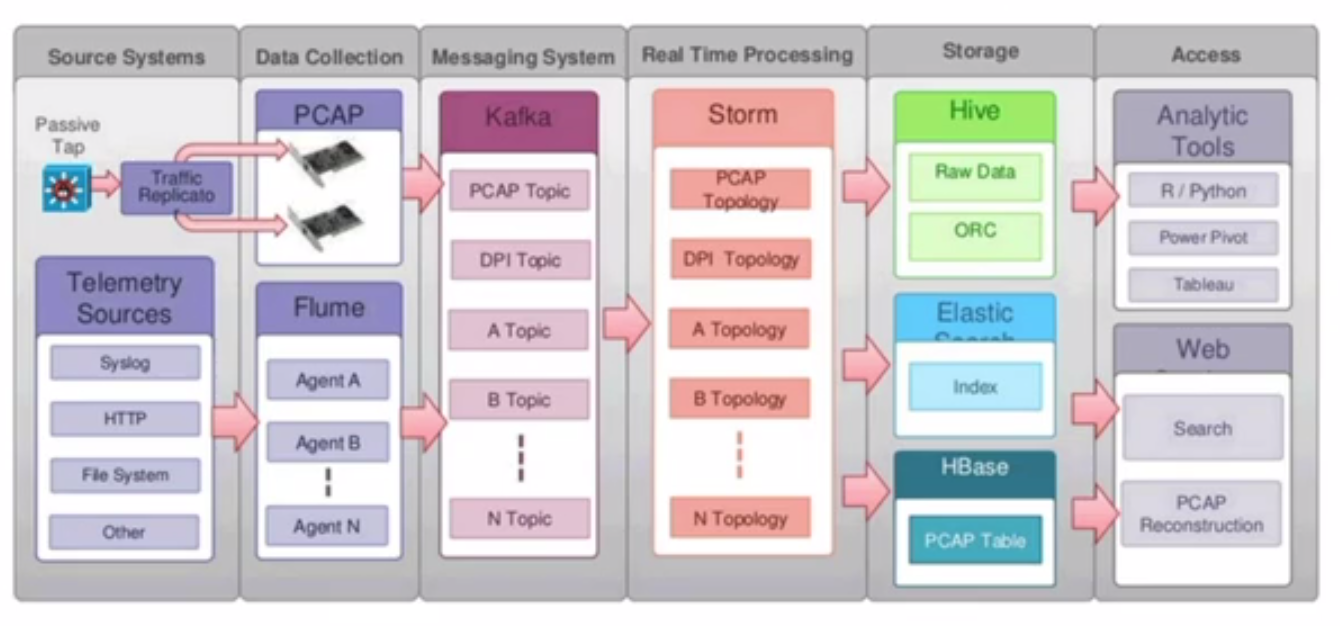 Source Systems
Data Collection
Messaging System
Real Time Processing
Storage
Access
Passive
Tap
Traffic
Replicato
Telemetry
Sources
Syslog
HTTP
File System
Other
PCAP
Flume
Agent A
Agent B
Agent N
Kafka
PCAP Topic
DPI Topic
A Topic
B Topic
N Topic
Storm
PCAP
Topology
DPI Topology
A Topology
B Topology
N Topology
Hive
Raw Data
ORC
Elastic
Search
Index
HBase
PCAP Table
Analytic
Tools
R / Python
Power Pivot
Tableau
Web
Search
PCAP
Reconstruction